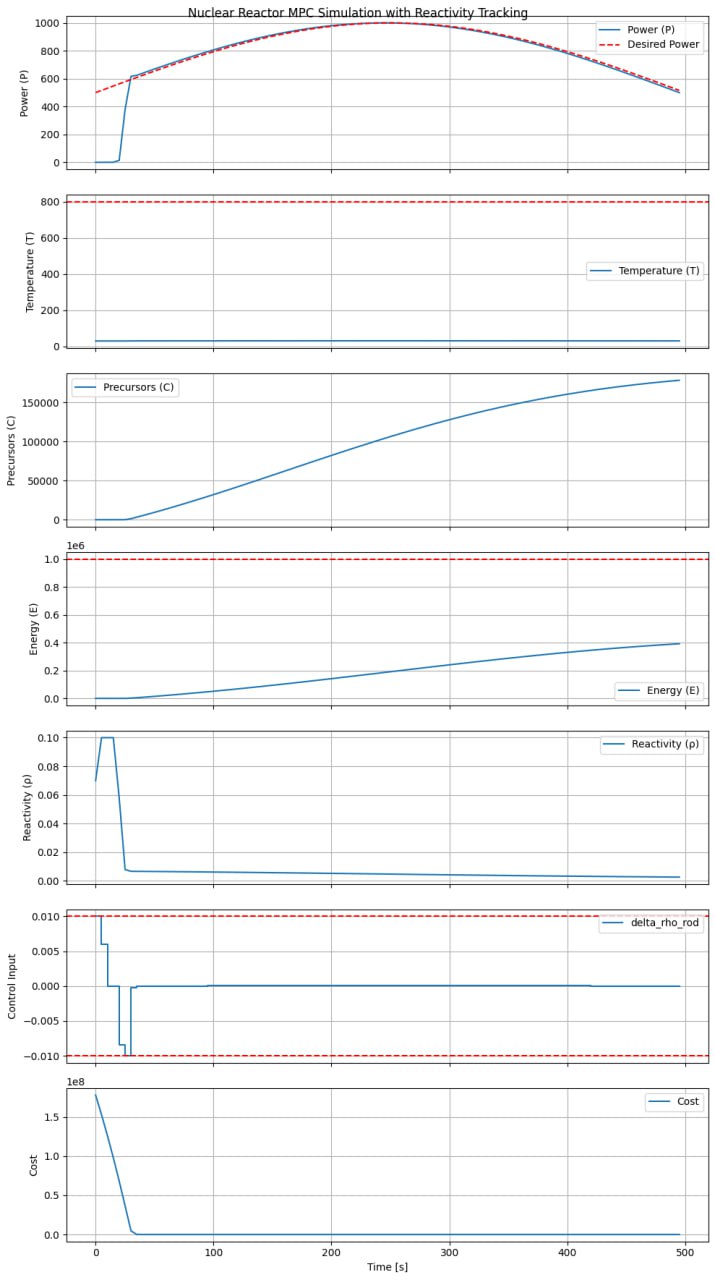 Nuclear Reactor MPC Simulation with Reactivity Tracking
1000
800
600
400
200
0
Power (P)
Power (P)
Desired Power
800
600
400
200
0
Temperature (T)
Temperature (T)
150000
100000
50000
0
Precursors (C)
Precursors (C)
1e6
1.0
0.8
0.6
0.4
0.2
0.0
Energy (E)
Energy (E)
0.10
0.08
0.06
0.04
0.02
0.00
Reactivity (ρ)
Reactivity (ρ)
0.010
0.005
0.000
−0.005
−0.010
Control Input
delta_rho_rod
1e8
1.5
1.0
0.5
0.0
Cost
Cost
0 100 200 300 400 500
Time [s]